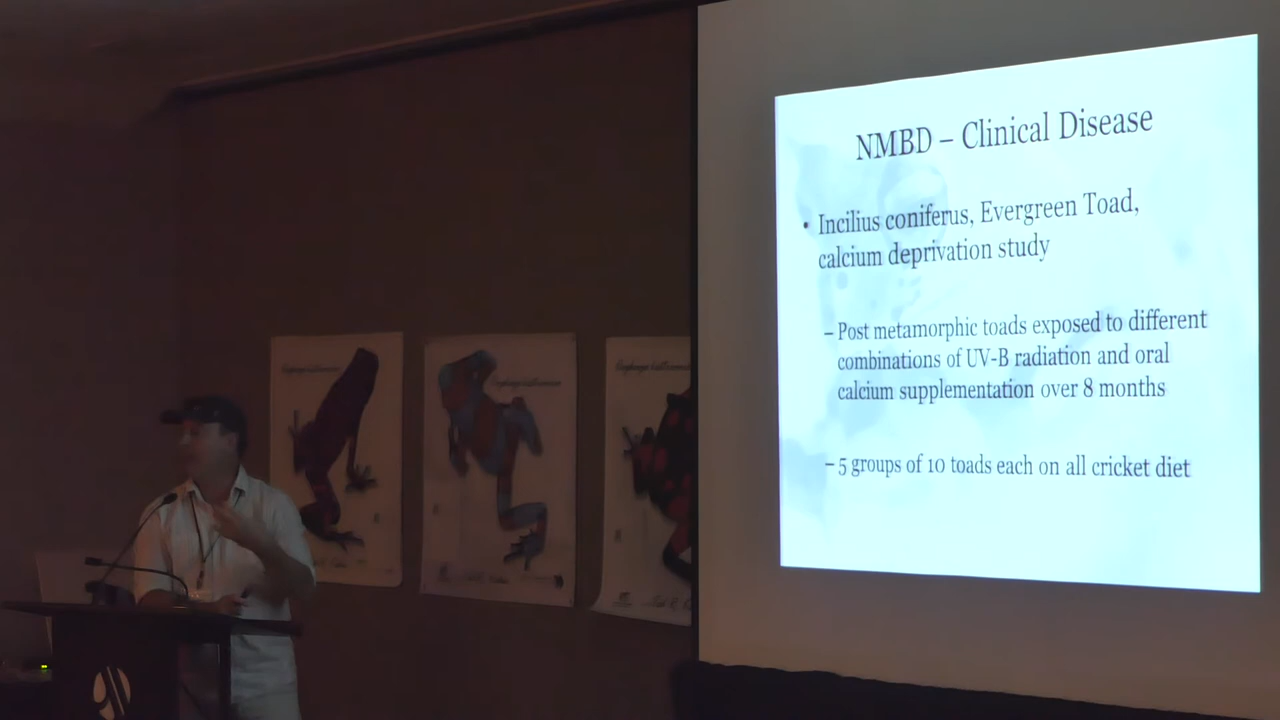 NMBD – Clinical Disease
• Incilius coniferus, Evergreen Toad,
calcium deprivation study
– Post metamorphic toads exposed to different
combinations of UV-B radiation and oral
calcium supplementation over 8 months
– 5 groups of 10 toads each on all cricket diet